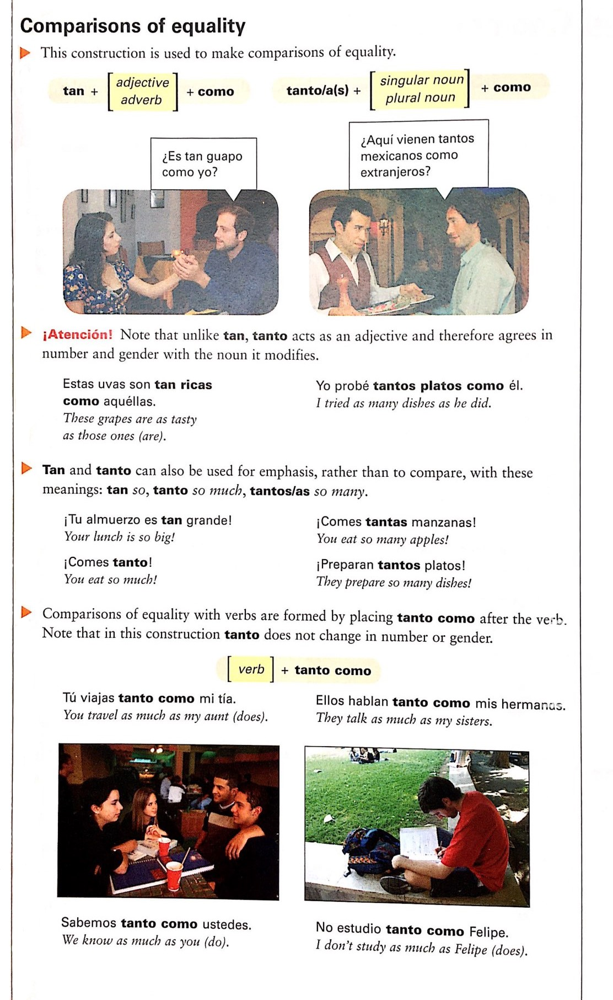 Comparisons of equality
▶ This construction is used to make comparisons of equality.
tan + [adjective adverb] + como
tanto/a(s) + [singular noun plural noun] + como
¿Es tan guapo
como yo?
¿Aquí vienen tantos
mexicanos como
extranjeros?
▶ ¡Atención! Note that unlike tan, tanto acts as an adjective and therefore agrees in
number and gender with the noun it modifies.
Estas uvas son tan ricas
como aquéllas.
These grapes are as tasty
as those ones (are).
Yo probé tantos platos como él.
I tried as many dishes as he did.
▶ Tan and tanto can also be used for emphasis, rather than to compare, with these
meanings: tan so, tanto so much, tantos/as so many.
¡Tu almuerzo es tan grande!
Your lunch is so big!
¡Comes tantas manzanas!
You eat so many apples!
¡Comes tanto!
You eat so much!
¡Preparan tantos platos!
They prepare so many dishes!
▶ Comparisons of equality with verbs are formed by placing tanto como after the verb.
Note that in this construction tanto does not change in number or gender.
[verb] + tanto como
Tú viajas tanto como mi tía.
You travel as much as my aunt (does).
Ellos hablan tanto como mis hermanas.
They talk as much as my sisters.
Sabemos tanto como ustedes.
We know as much as you (do).
No estudio tanto como Felipe.
I don't study as much as Felipe (does).